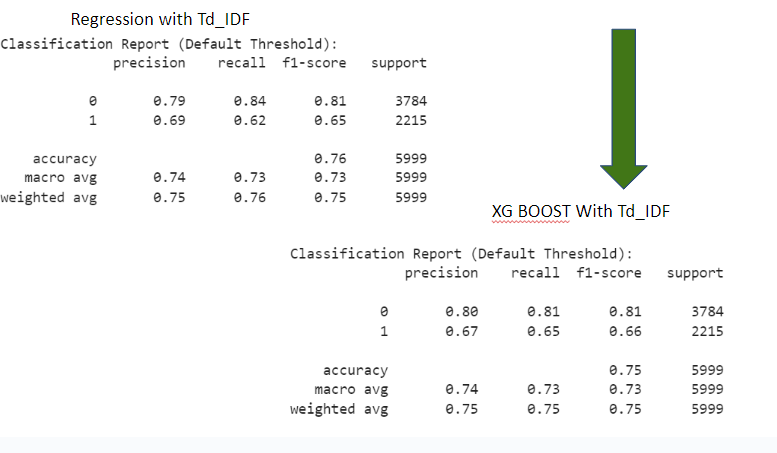 Regression with Td_IDF
Classification Report (Default Threshold):
precision recall f1-score support
0 0.79 0.84 0.81 3784
1 0.69 0.62 0.65 2215
accuracy 0.76 5999
macro avg 0.74 0.73 0.73 5999
weighted avg 0.75 0.76 0.75 5999
XG BOOST With Td_IDF
Classification Report (Default Threshold):
precision recall f1-score support
0 0.80 0.81 0.81 3784
1 0.67 0.65 0.66 2215
accuracy 0.75 5999
macro avg 0.74 0.73 0.73 5999
weighted avg 0.75 0.75 0.75 5999